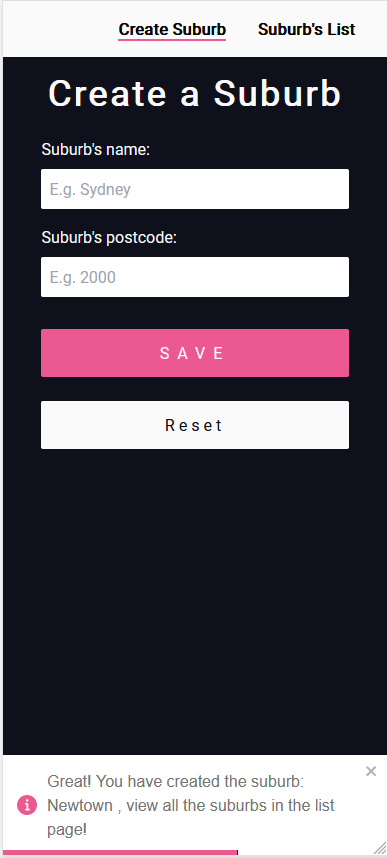 Create Suburb Suburb's List
Create a Suburb
Suburb's name:
E.g. Sydney
Suburb's postcode:
E.g. 2000
SAVE
Reset
Great! You have created the suburb:
Newtown , view all the suburbs in the list
page!